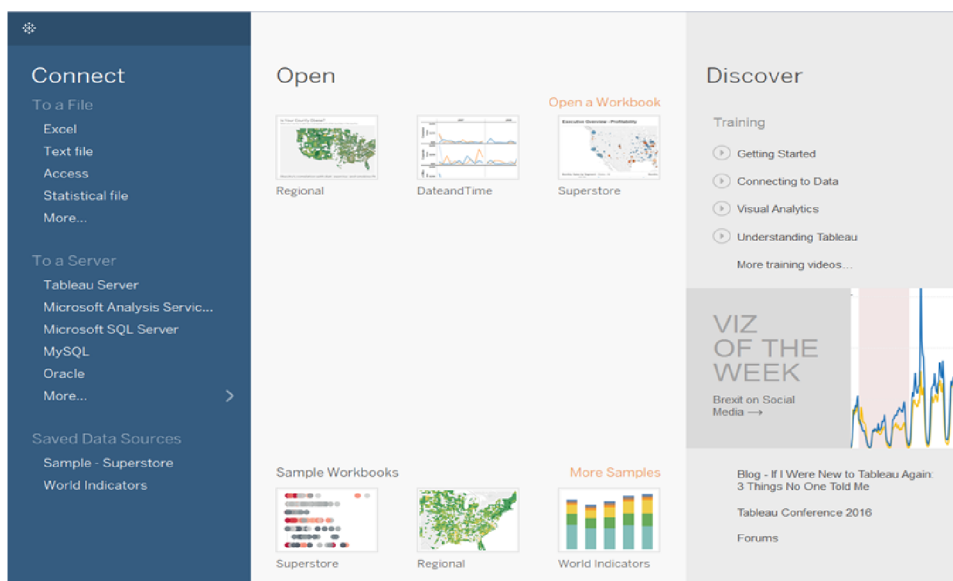 Connect
To a File
Excel
Text file
Access
Statistical file
More...
To a Server
Tableau Server
Microsoft Analysis Servic...
Microsoft SQL Server
MySQL
Oracle
More...
Saved Data Sources
Sample - Superstore
World Indicators
Open
Open a Workbook
Executive Overview - Profitability
Regional
DateandTime
Superstore
Sample Workbooks
More Samples
Superstore
Regional
World Indicators
Discover
Training
Getting Started
Connecting to Data
Visual Analytics
Understanding Tableau
More training videos...
VIZ
OF THE
WEEK
Brexit on Social
Media →
Blog - If I Were New to Tableau Again:
3 Things No One Told Me
Tableau Conference 2016
Forums